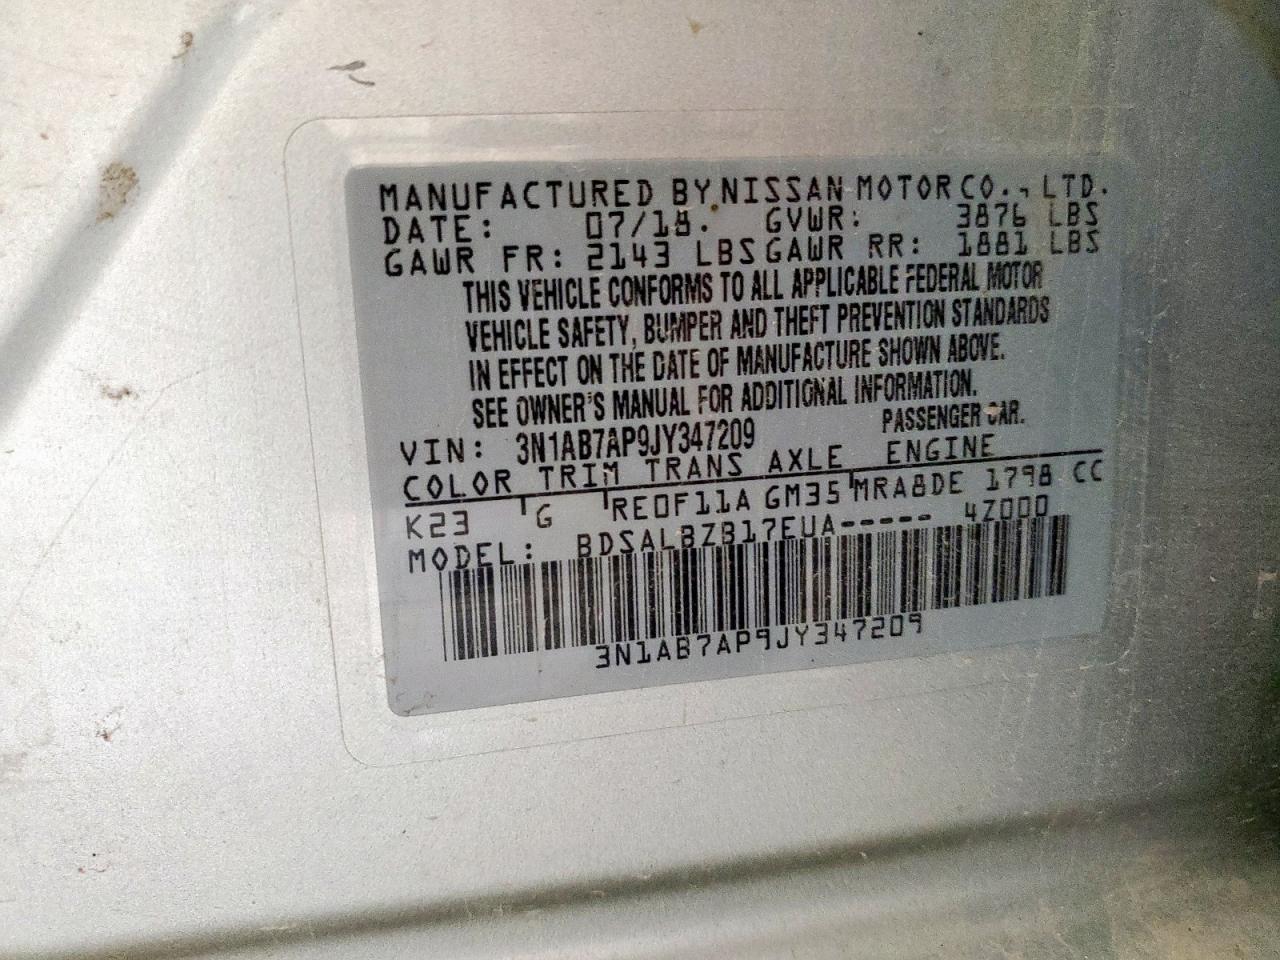 MANUFACTURED BY NISSAN MOTOR CO., LTD.
DATE: 07/18. GVWR: 3876 LBS
GAWR FR: 2143 LBS GAWR RR: 1881 LBS
THIS VEHICLE CONFORMS TO ALL APPLICABLE FEDERAL MOTOR
VEHICLE SAFETY, BUMPER AND THEFT PREVENTION STANDARDS
IN EFFECT ON THE DATE OF MANUFACTURE SHOWN ABOVE.
SEE OWNER'S MANUAL FOR ADDITIONAL INFORMATION.
VIN: 3N1AB7AP9JY347209 PASSENGER CAR.
COLOR TRIM TRANS AXLE ENGINE
K23 G RE0F11A GM35 MRA8DE 1798 CC
MODEL: BDSALBZB17EUA----- 4Z000
3N1AB7AP9JY347209